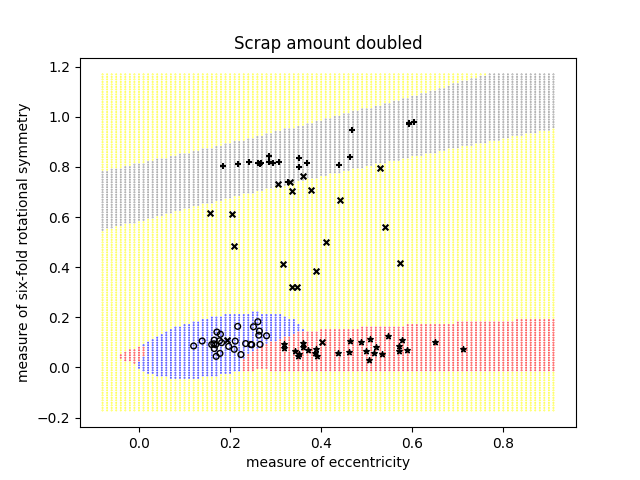 Scrap amount doubled
measure of six-fold rotational symmetry
1.2
1.0
0.8
0.6
0.4
0.2
0.0
−0.2
0.0 0.2 0.4 0.6 0.8
measure of eccentricity